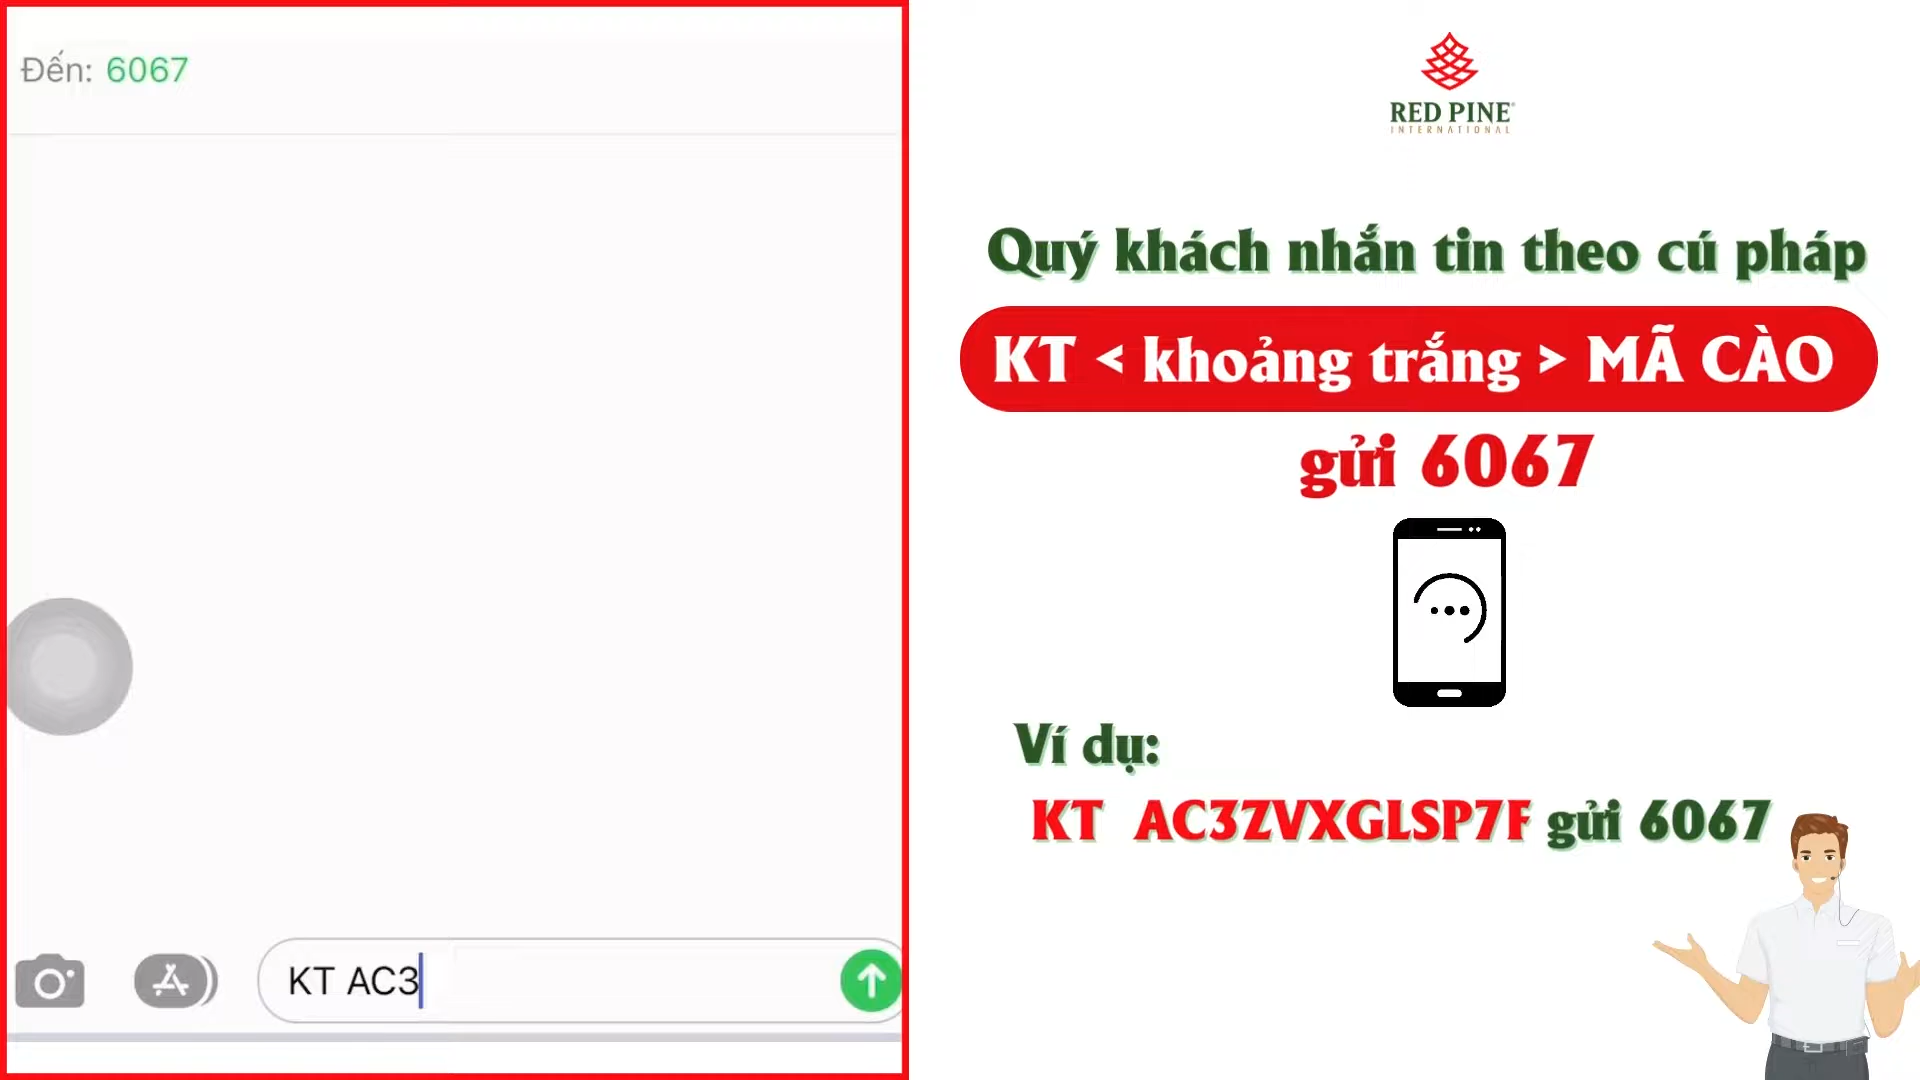 Đến: 6067
KT AC3
RED PINE
INTERNATIONAL
Quý khách nhắn tin theo cú pháp
KT < khoảng trắng > MÃ CÀO
gửi 6067
Ví dụ:
KT AC3ZVXGLSP7F gửi 6067